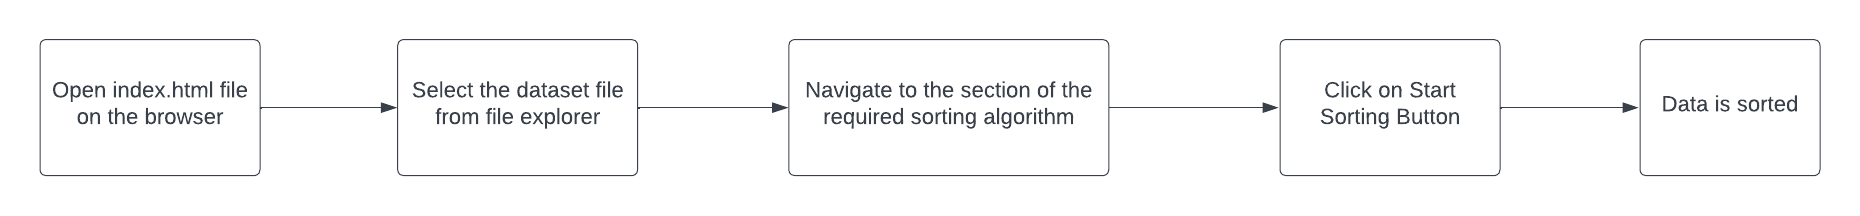 Open index.html file
on the browser
Select the dataset file
from file explorer
Navigate to the section of the
required sorting algorithm
Click on Start
Sorting Button
Data is sorted